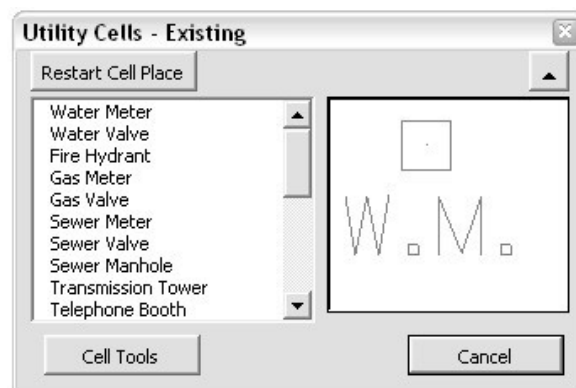 Utility Cells - Existing
Restart Cell Place
Water Meter
Water Valve
Fire Hydrant
Gas Meter
Gas Valve
Sewer Meter
Sewer Valve
Sewer Manhole
Transmission Tower
Telephone Booth
W.M.
Cell Tools
Cancel